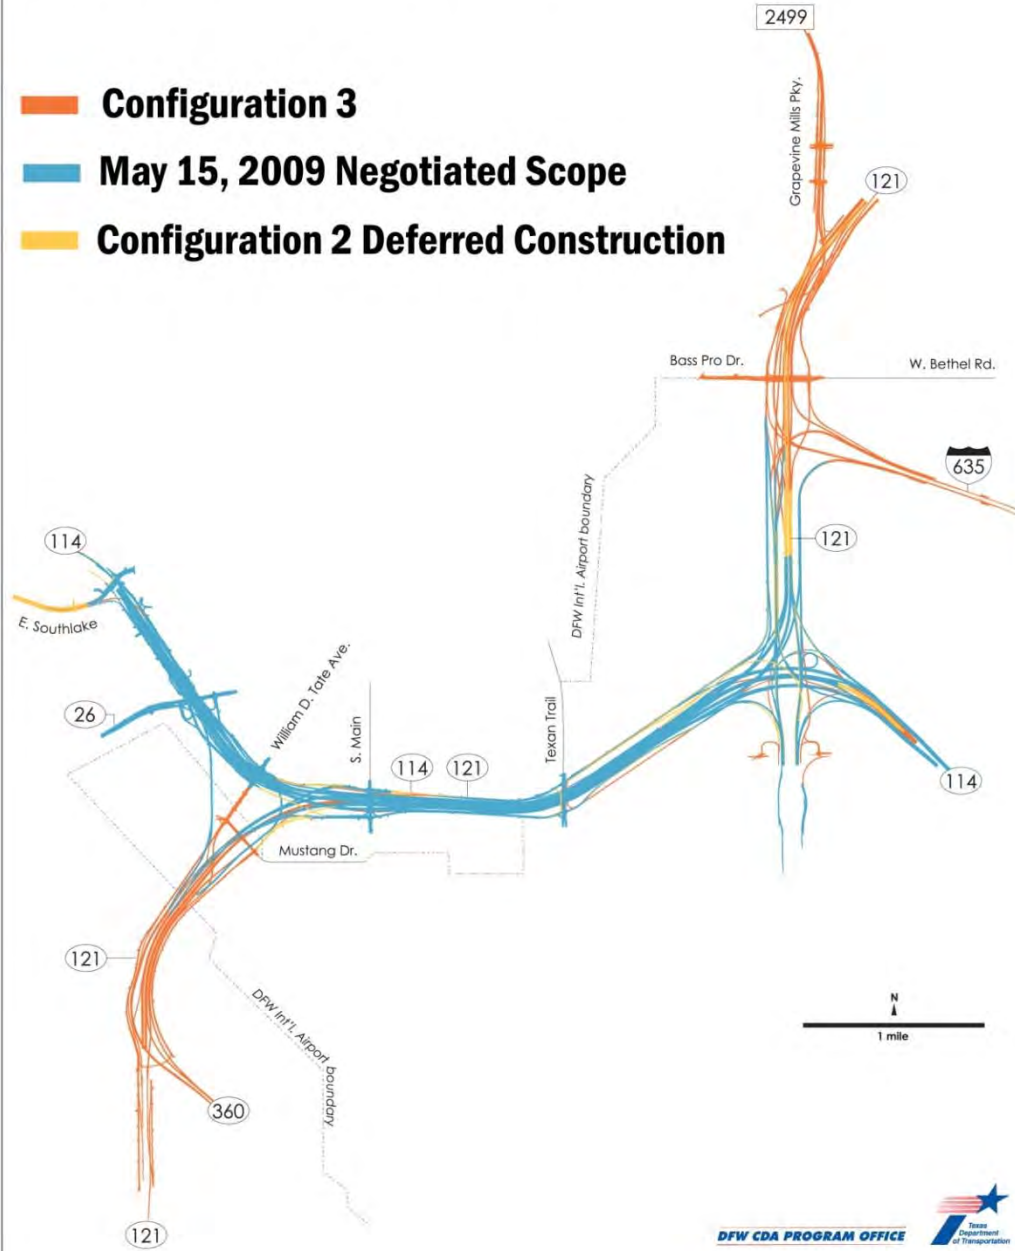 2499
Grapevine Mills Pky.
Configuration 3
May 15, 2009 Negotiated Scope
Configuration 2 Deferred Construction
121
Bass Pro Dr.
W. Bethel Rd.
635
DFW Int'l. Airport boundary
121
114
E. Southlake
26
William D. Tate Ave.
S. Main
114
121
Texan Trail
114
Mustang Dr.
121
DFW Int'l. Airport boundary
N
1 mile
360
121
DFW CDA PROGRAM OFFICE
Texas
Department
of Transportation